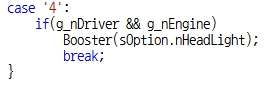 case '4':
    if(g_nDriver && g_nEngine)
        Booster(sOption.nHeadLight);
        break;
}